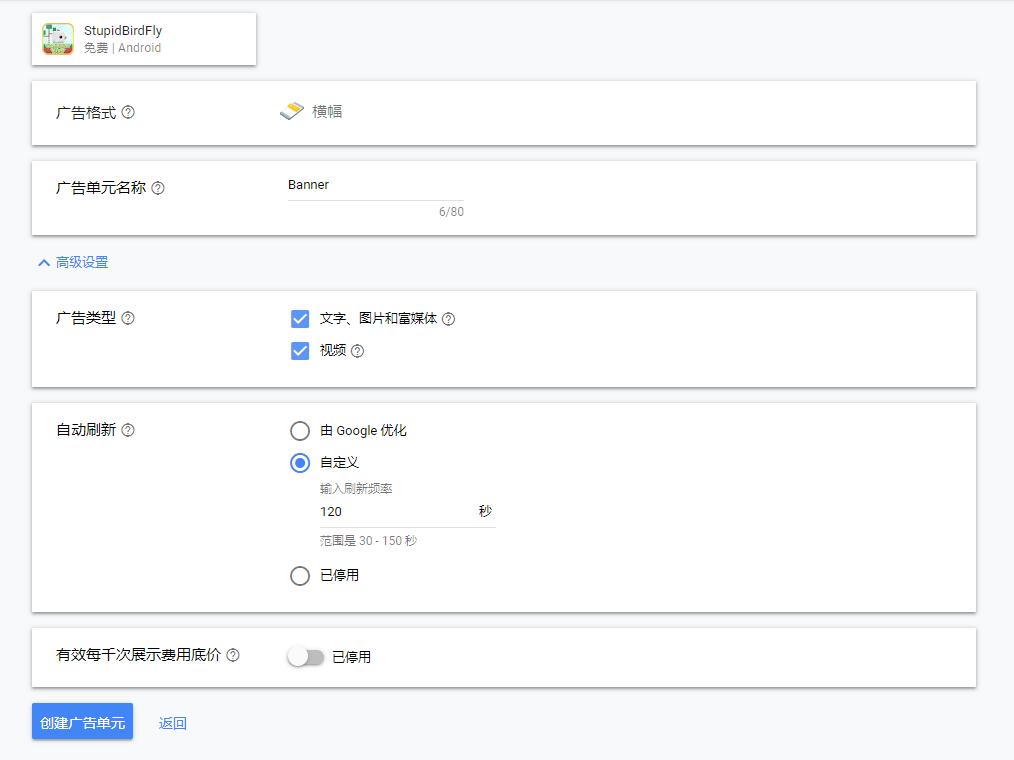 StupidBirdFly
免费 | Android
广告格式 横幅
广告单元名称 Banner
6/80
高级设置
广告类型 文字、图片和富媒体
视频
自动刷新 由 Google 优化
自定义
输入刷新频率
120 秒
范围是 30 - 150 秒
已停用
有效每千次展示费用底价 已停用
创建广告单元 返回